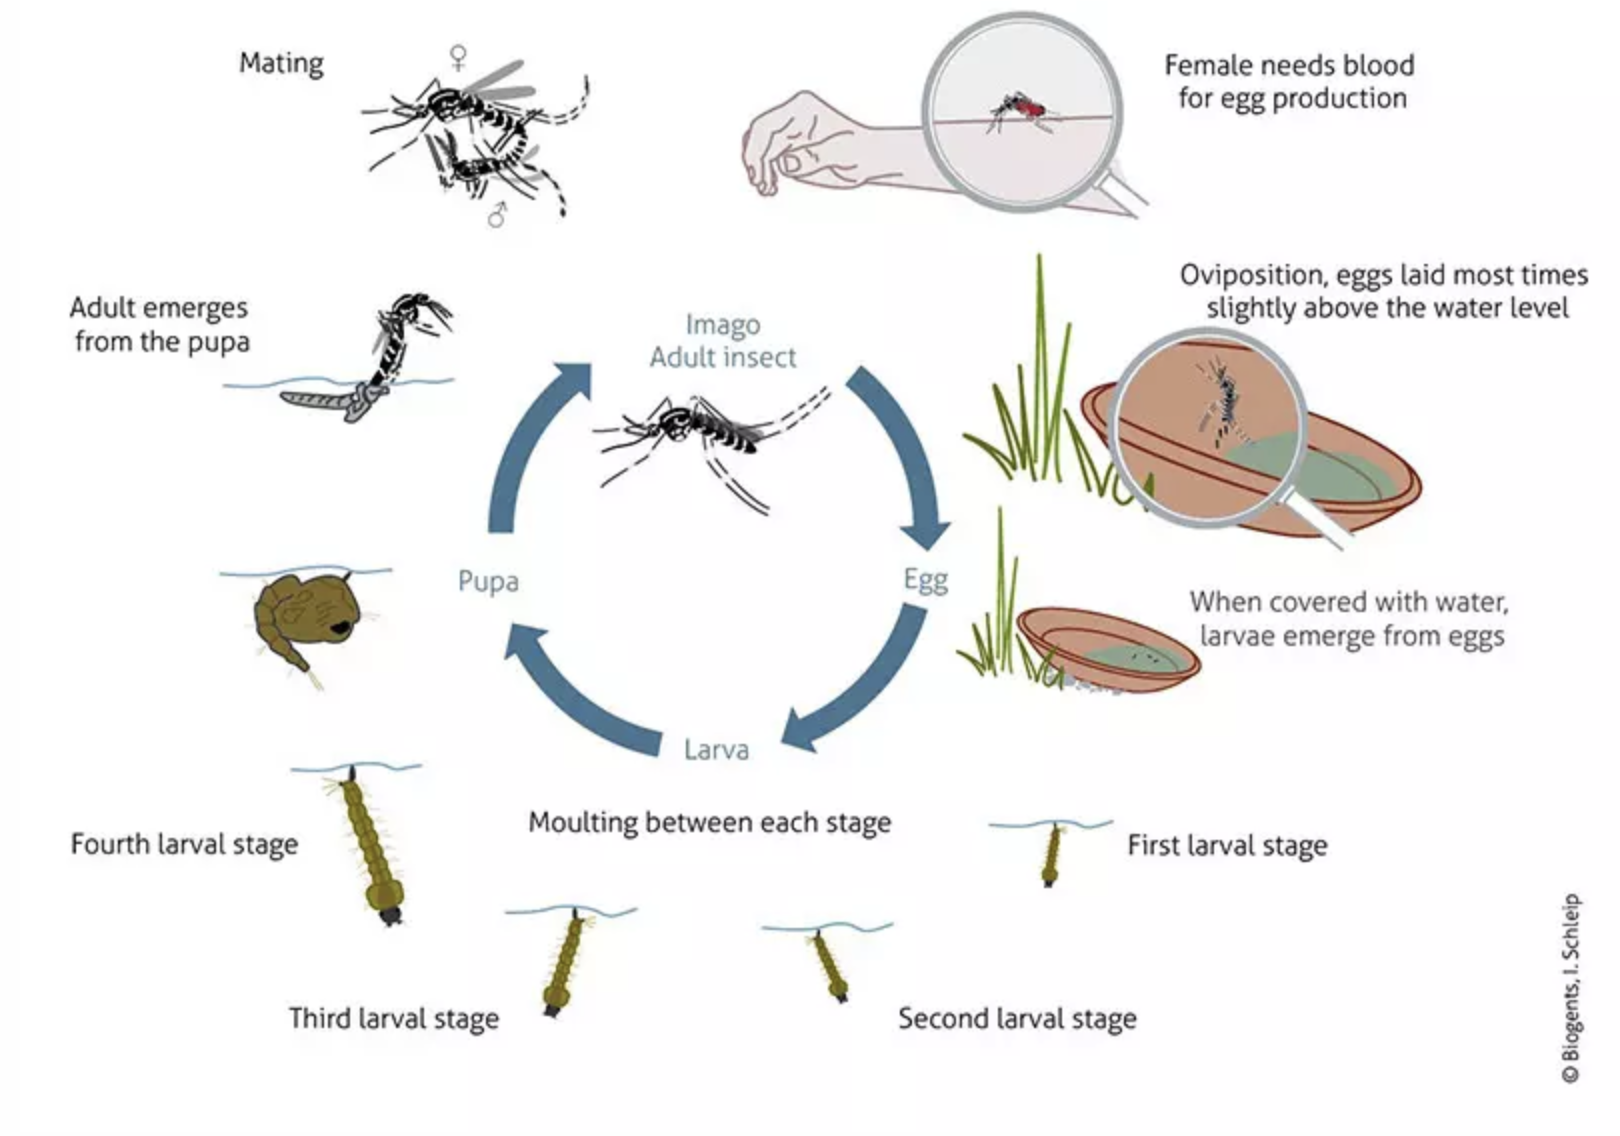 Mating
♀
♂
Female needs blood
for egg production
Adult emerges
from the pupa
Imago
Adult insect
Oviposition, eggs laid most times
slightly above the water level
Pupa
Egg
When covered with water,
larvae emerge from eggs
Larva
Moulting between each stage
Fourth larval stage
First larval stage
Third larval stage
Second larval stage
© Biogents, I. Schleip